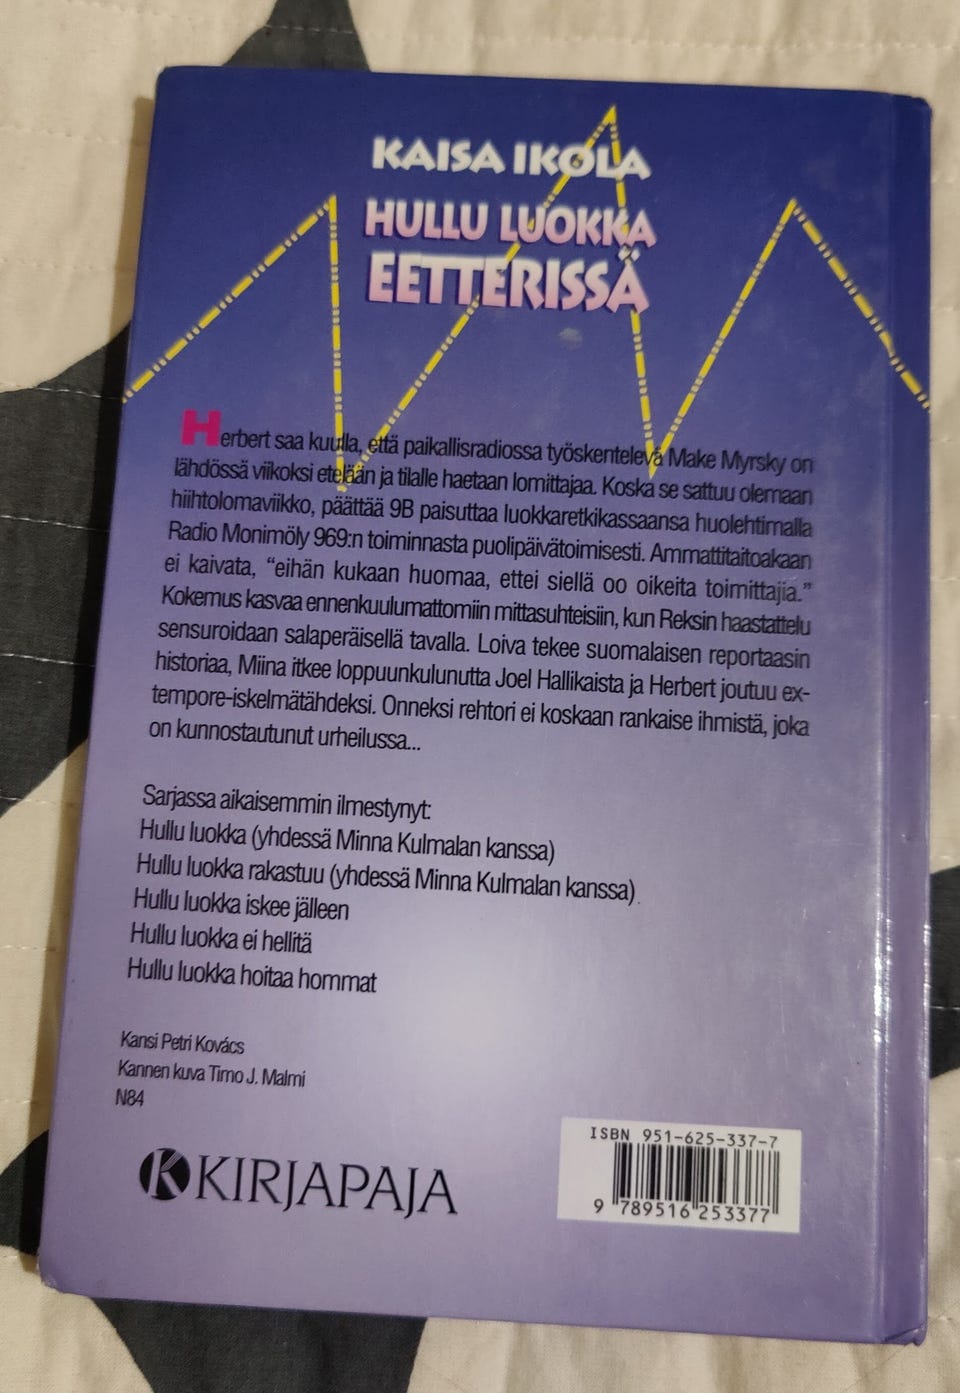 KAISA IKOLA
HULLU LUOKKA
EETTERISSÄ
Herbert saa kuulla, että paikallisradiossa työskentelevä Make Myrsky on
lähdössä viikoksi etelään ja tilalle haetaan lomittajaa. Koska se sattuu olemaan
hiihtolomaviikko, päättää 9B paisuttaa luokkaretkikassaansa huolehtimalla
Radio Monimöly 969:n toiminnasta puolipäivätoimisesti. Ammattitaitoakaan
ei kaivata, “eihän kukaan huomaa, ettei siellä oo oikeita toimittajia.”
Kokemus kasvaa ennenkuulumattomiin mittasuhteisiin, kun Reksin haastattelu
sensuroidaan salaperäisellä tavalla. Loiva tekee suomalaisen reportaasin
historiaa, Miina itkee loppuunkulunutta Joel Hallikaista ja Herbert joutuu ex-
tempore-iskelmätähdeksi. Onneksi rehtori ei koskaan rankaise ihmistä, joka
on kunnostautunut urheilussa...
Sarjassa aikaisemmin ilmestynyt:
Hullu luokka (yhdessä Minna Kulmalan kanssa)
Hullu luokka rakastuu (yhdessä Minna Kulmalan kanssa)
Hullu luokka iskee jälleen
Hullu luokka ei hellitä
Hullu luokka hoitaa hommat
Kansi Petri Kovács
Kannen kuva Timo J. Malmi
N84
K KIRJAPAJA
ISBN 951-625-337-7
9 789516 253377